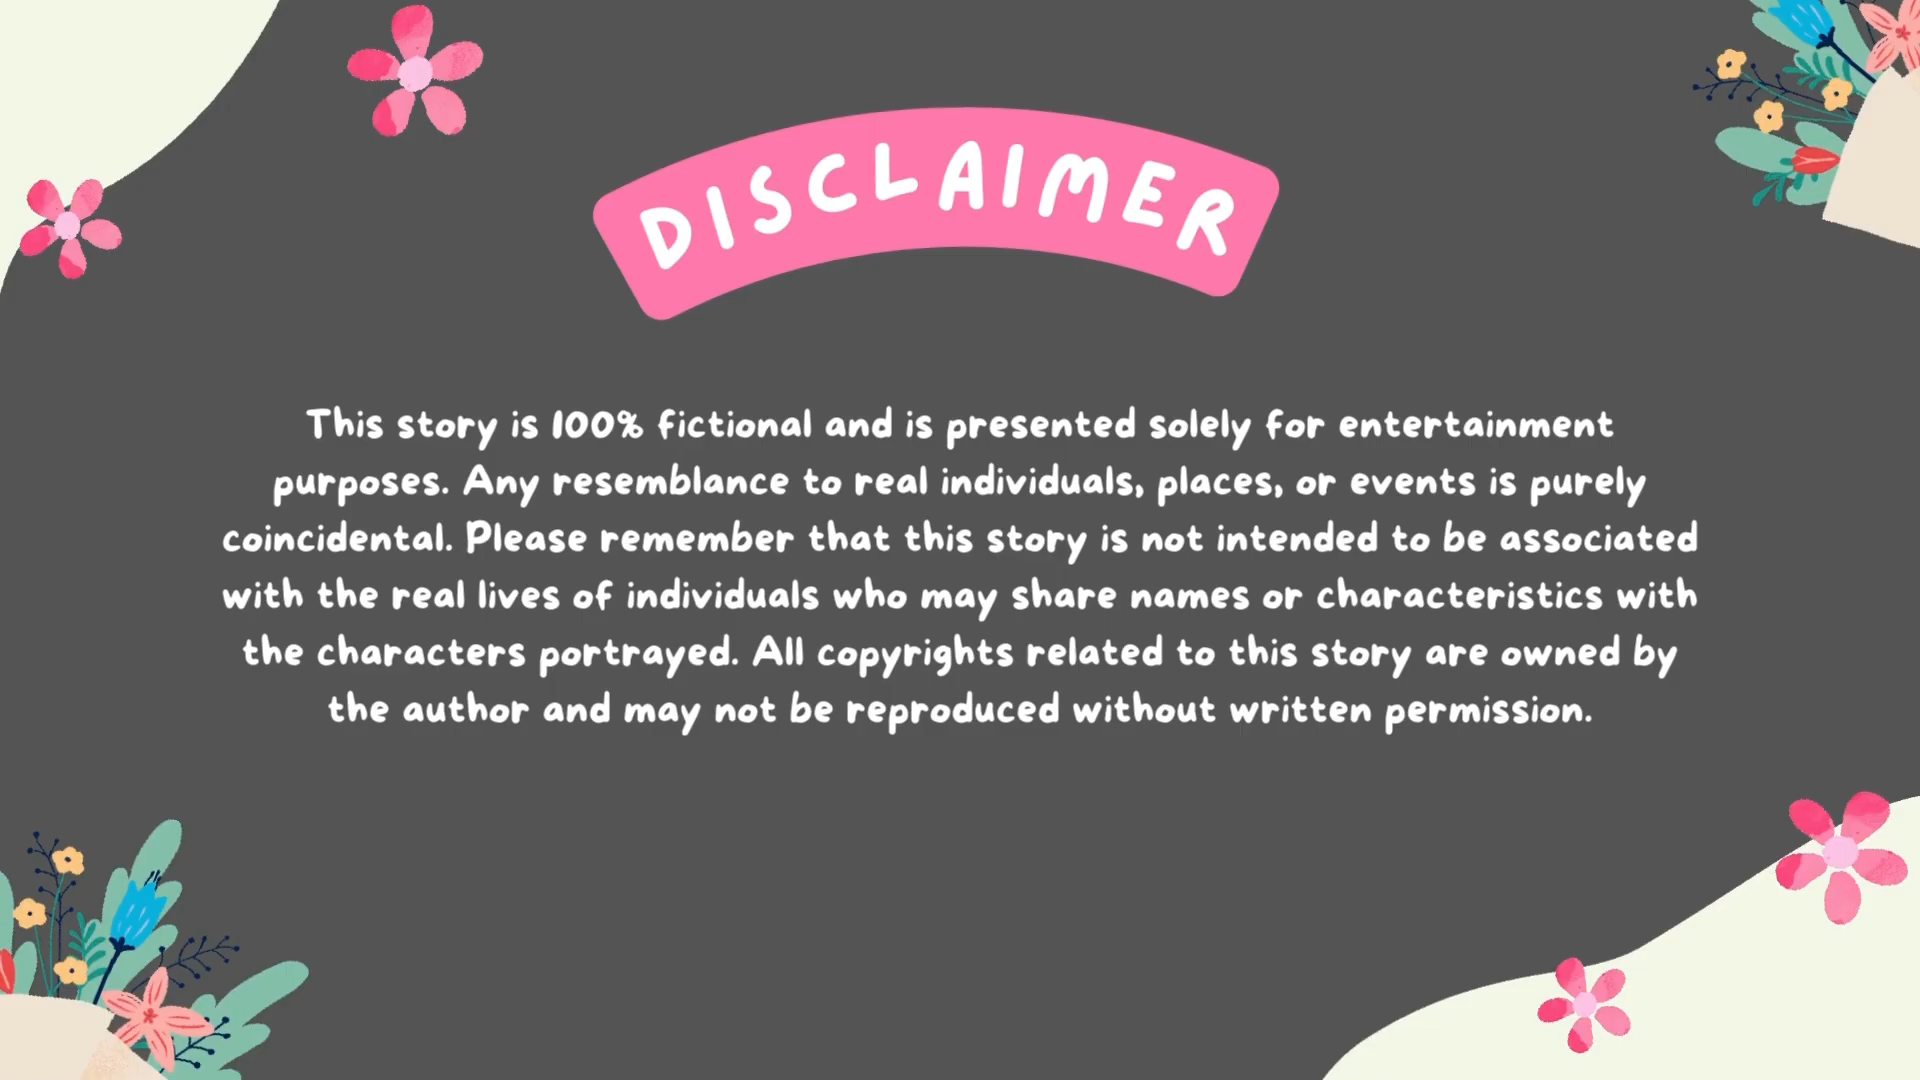 DISCLAIMER
This story is 100% fictional and is presented solely for entertainment
purposes. Any resemblance to real individuals, places, or events is purely
coincidental. Please remember that this story is not intended to be associated
with the real lives of individuals who may share names or characteristics with
the characters portrayed. All copyrights related to this story are owned by
the author and may not be reproduced without written permission.